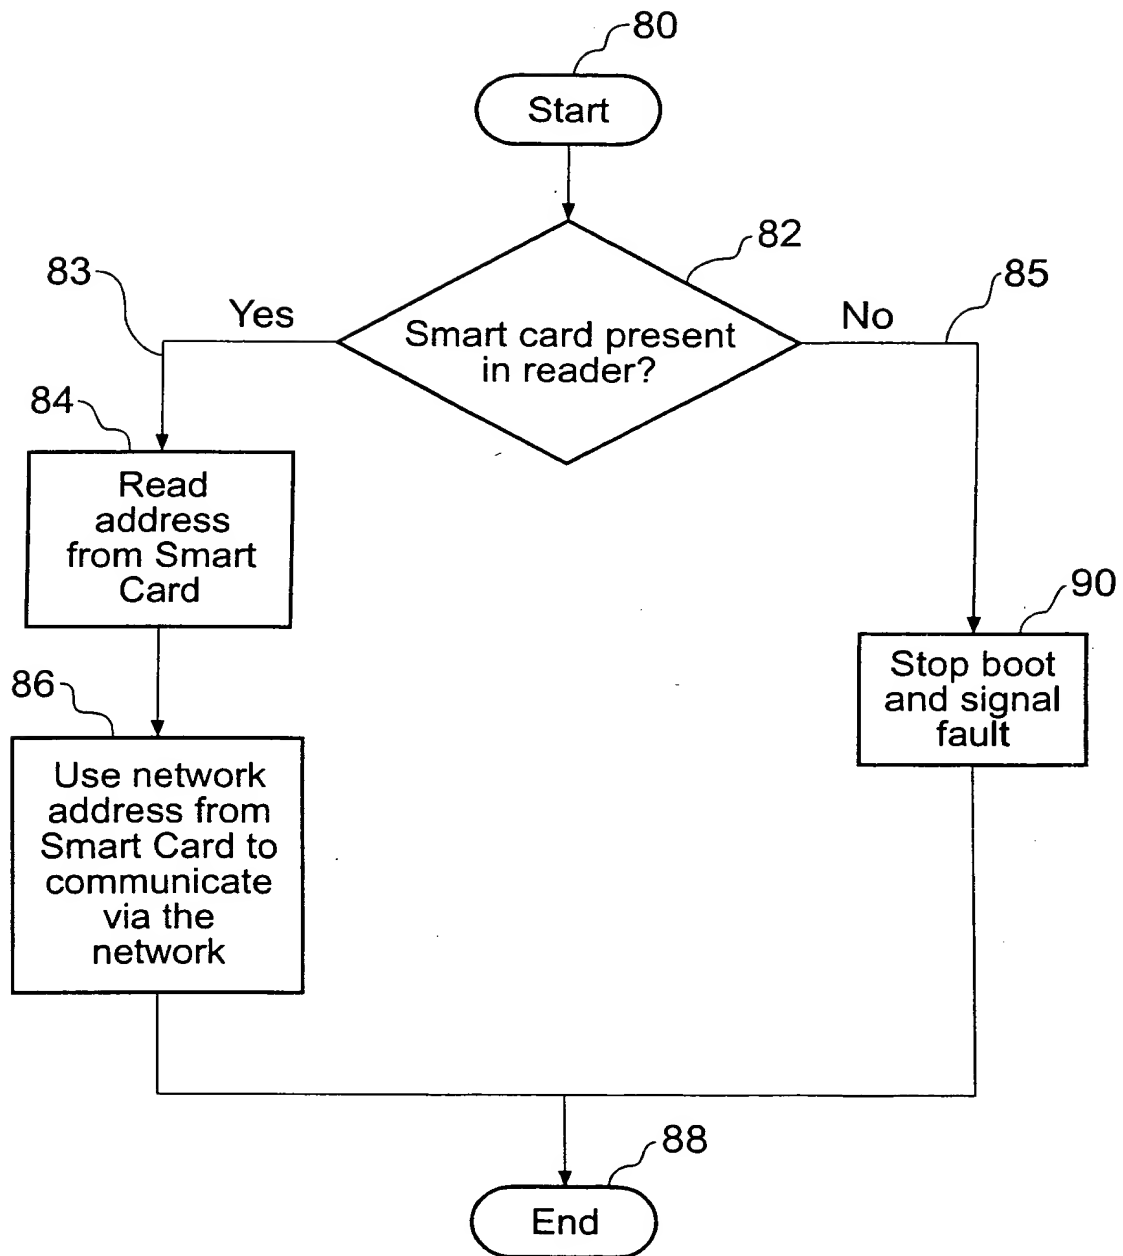 80
Start
82
83
85
Yes
No
Smart card present
in reader?
84
Read
address
from Smart
Card
90
Stop boot
and signal
fault
86
Use network
address from
Smart Card to
communicate
via the
network
88
End